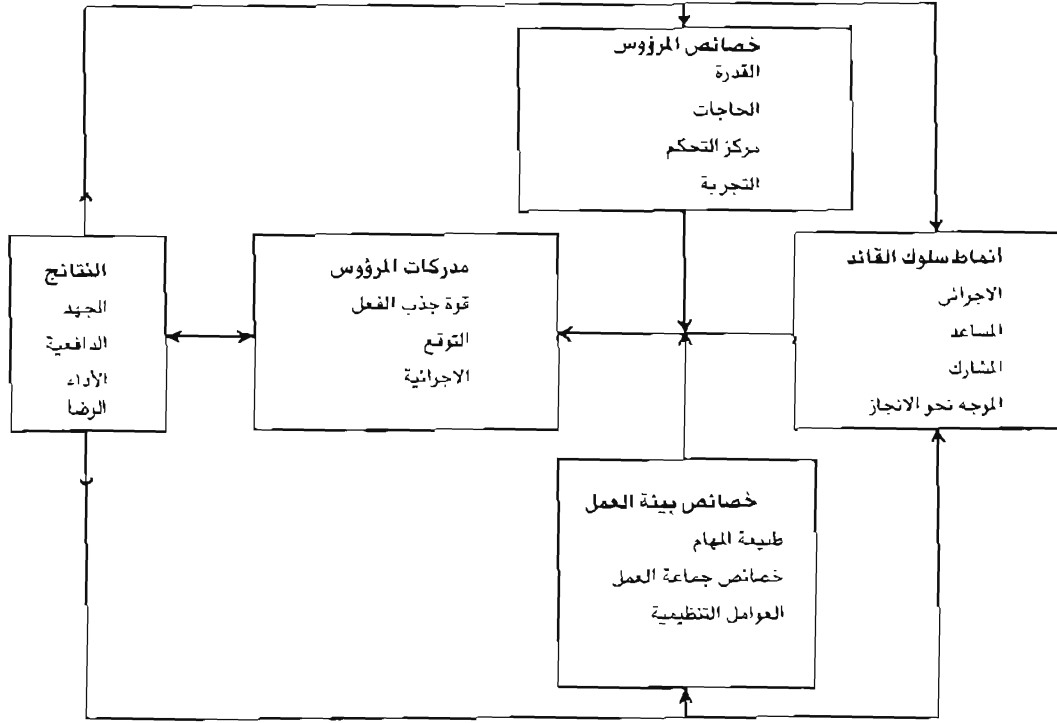 خصائص المرؤوس
القدرة
الحاجات
مركز التحكم
التجربة
انماط سلوك القائد
الاجرائى
المساعد
المشارك
الموجه نحو الانجاز
مدركات المرؤوس
قوة جذب الفعل
التوقع
الاجرائية
النتائج
الجهد
الدافعية
الأداء
الرضا
خصائص بيئة العمل
طبيعة المهام
خصائص جماعة العمل
العوامل التنظيمية